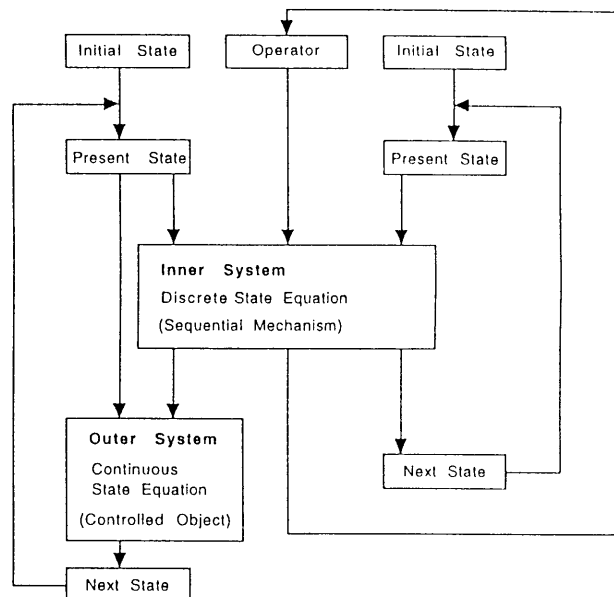 Initial State
Operator
Initial State
Present State
Present State
Inner System
Discrete State Equation
(Sequential Mechanism)
Outer System
Continuous
State Equation
(Controlled Object)
Next State
Next State